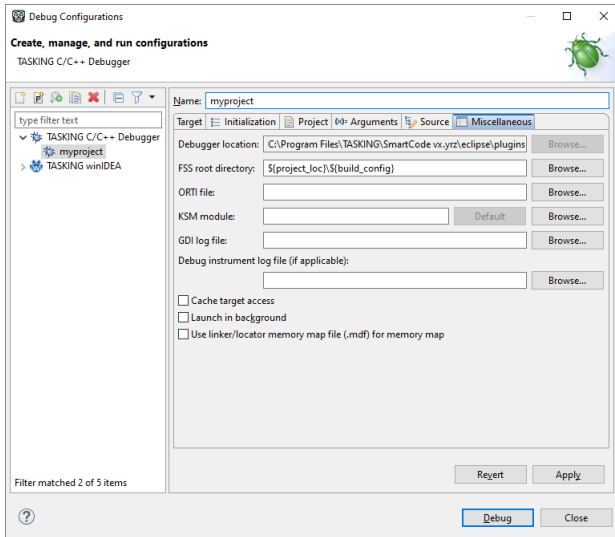 Debug Configurations
Create, manage, and run configurations
TASKING C/C++ Debugger
Name: myproject
type filter text
Target Initialization Project (x)= Arguments Source Miscellaneous
TASKING C/C++ Debugger
myproject
TASKING winIDEA
Debugger location: C:\Program Files\TASKING\SmartCode vx.yrz\eclipse\plugins Browse...
FSS root directory: ${project_loc}\${build_config} Browse...
ORTI file: Browse...
KSM module: Default Browse...
GDI log file: Browse...
Debug instrument log file (if applicable):
Browse...
Cache target access
Launch in background
Use linker/locator memory map file (.mdf) for memory map
Filter matched 2 of 5 items
Revert Apply
? Debug Close